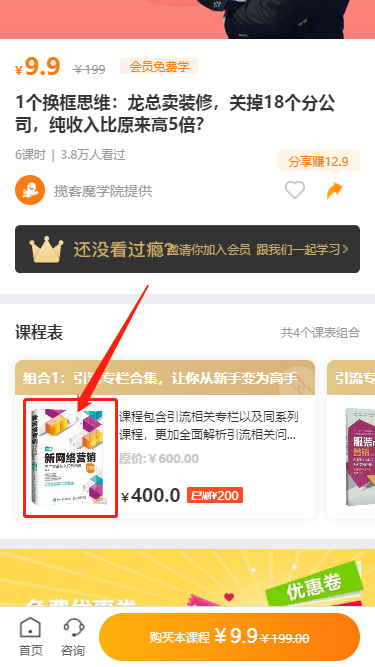 ¥9.9 ¥199 会员免费学
1个换框思维：龙总卖装修，关掉18个分公
司，纯收入比原来高5倍?
6课时 | 3.8万人看过
分享赚12.9
揽客魔学院提供
还没看过瘾? 邀请你加入会员 跟我们一起学习>
课程表 共4个课表组合
组合1：引流专栏合集，让你从新手变为高手
引流专
新网络营销
课程包含引流相关专栏以及同系列
课程，更加全面解析引流相关问...
原价:¥600.00
¥400.0 已减¥200
服装
营销
优惠卷
免费优惠卷
首页 咨询
购买本课程 ¥9.9 ¥199.00